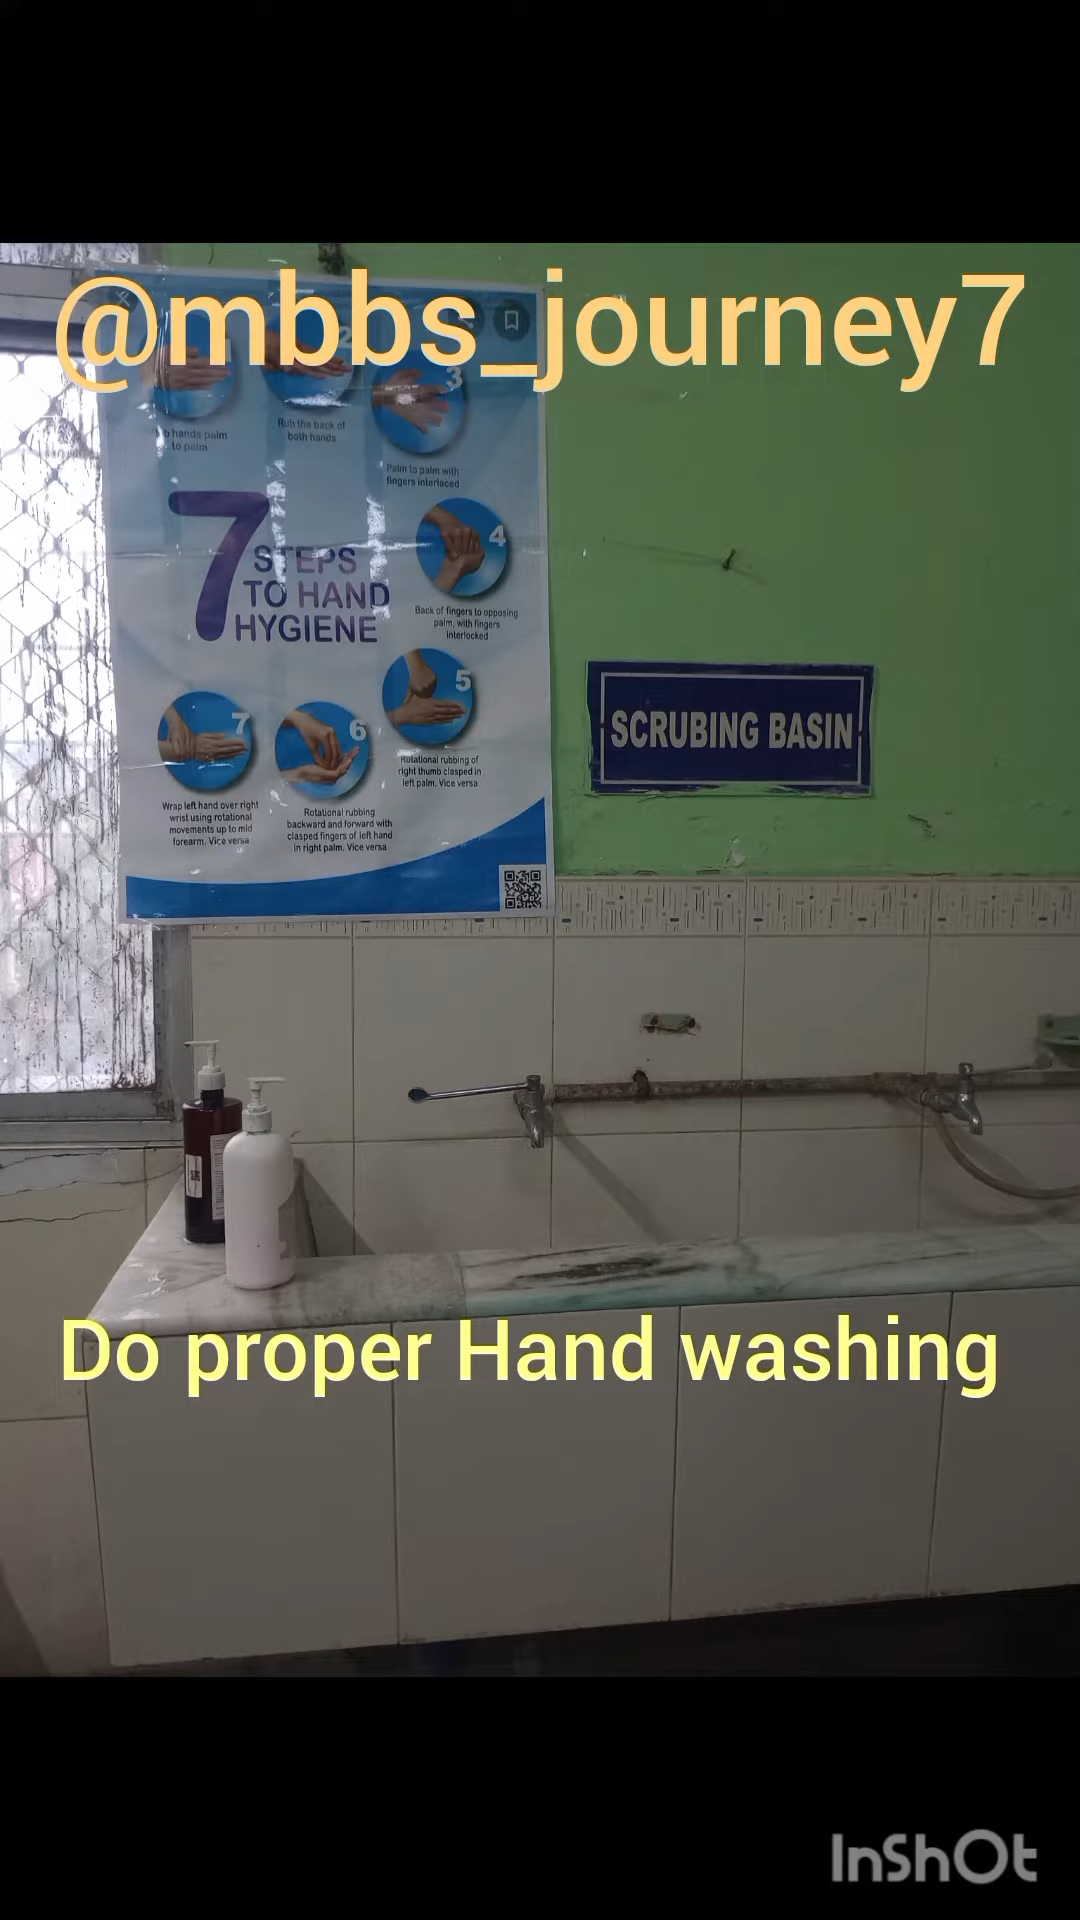 @mbbs_journey7
1
2
3
hands palm
to palm
Rub the back of
both hands
Palm to palm with
fingers interlaced
4
Back of fingers to opposing
palm, with fingers
interlocked
7 STEPS
TO HAND
HYGIENE
5
Rotational rubbing of
right thumb clasped in
left palm. Vice versa
6
Rotational rubbing
backward and forward with
clasped fingers of left hand
in right palm. Vice versa
7
Wrap left hand over right
wrist using rotational
movements up to mid
forearm. Vice versa
SCRUBING BASIN
Do proper Hand washing
InShOt